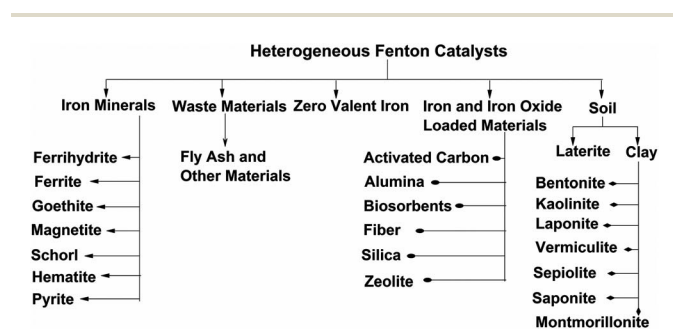 Heterogeneous Fenton Catalysts
Iron Minerals
Waste Materials
Zero Valent Iron
Iron and Iron Oxide
Loaded Materials
Soil
Ferrihydrite
Ferrite
Goethite
Magnetite
Schorl
Hematite
Pyrite
Fly Ash and
Other Materials
Activated Carbon
Alumina
Biosorbents
Fiber
Silica
Zeolite
Laterite
Clay
Bentonite
Kaolinite
Laponite
Vermiculite
Sepiolite
Saponite
Montmorillonite